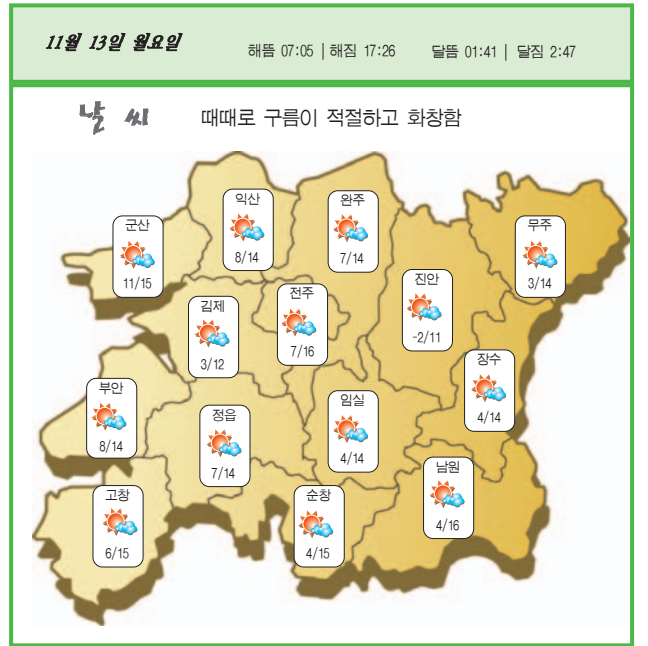 11월 13일 월요일
해뜸 07:05 | 해짐 17:26 달뜸 01:41 | 달짐 2:47
날 씨
때때로 구름이 적절하고 화창함
익산
8/14
완주
7/14
군산
11/15
무주
3/14
진안
-2/11
전주
7/16
김제
3/12
장수
4/14
부안
8/14
임실
4/14
정읍
7/14
남원
4/16
고창
6/15
순창
4/15